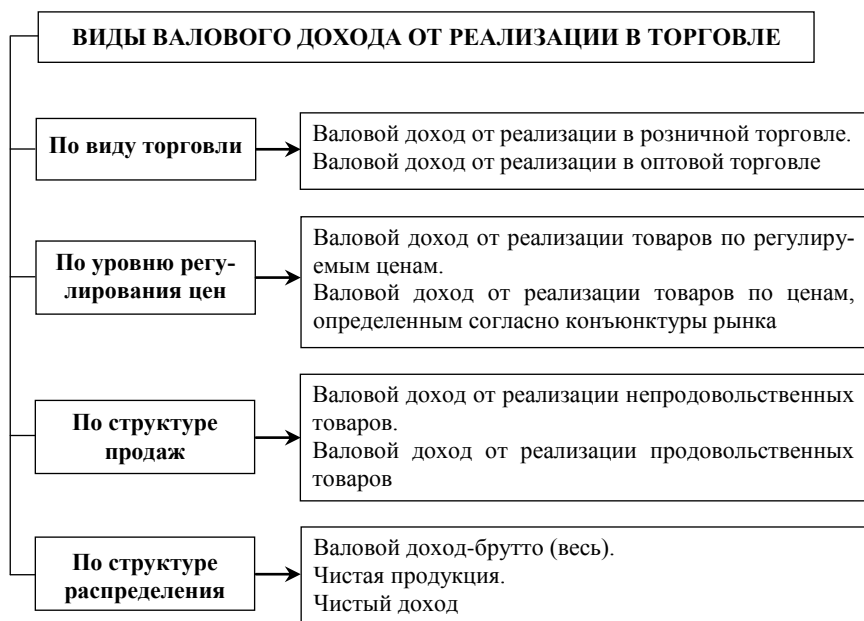 ВИДЫ ВАЛОВОГО ДОХОДА ОТ РЕАЛИЗАЦИИ В ТОРГОВЛЕ
По виду торговли
Валовой доход от реализации в розничной торговле.
Валовой доход от реализации в оптовой торговле
По уровню регу-
лирования цен
Валовой доход от реализации товаров по регулиру-
емым ценам.
Валовой доход от реализации товаров по ценам,
определенным согласно конъюнктуры рынка
По структуре
продаж
Валовой доход от реализации непродовольственных
товаров.
Валовой доход от реализации продовольственных
товаров
По структуре
распределения
Валовой доход-брутто (весь).
Чистая продукция.
Чистый доход